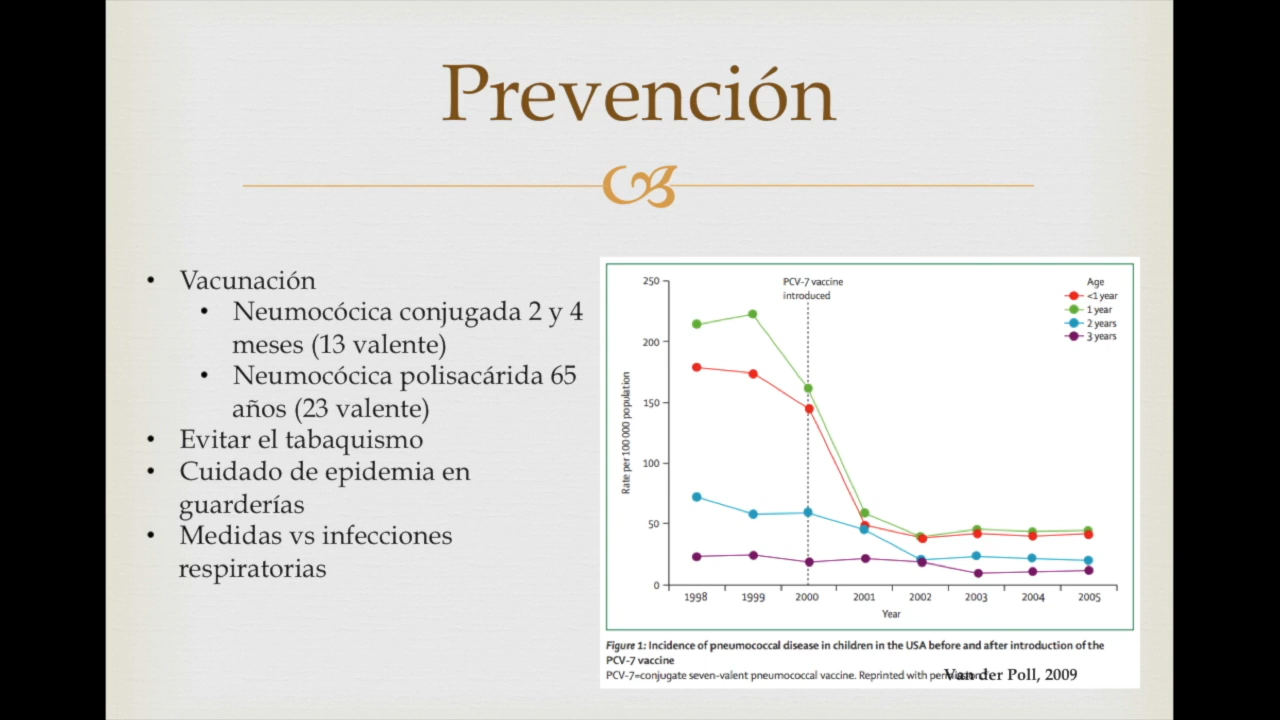 Prevención
• Vacunación
• Neumocócica conjugada 2 y 4
meses (13 valente)
• Neumocócica polisacárida 65
años (23 valente)
• Evitar el tabaquismo
• Cuidado de epidemia en
guarderías
• Medidas vs infecciones
respiratorias
PCV-7 vaccine
introduced
Age
<1 year
1 year
2 years
3 years
250
200
150
100
50
0
Rate per 100 000 population
1998 1999 2000 2001 2002 2003 2004 2005
Year
Figure 1: Incidence of pneumococcal disease in children in the USA before and after introduction of the
PCV-7 vaccine
PCV-7=conjugate seven-valent pneumococcal vaccine. Reprinted with
Van der Poll, 2009